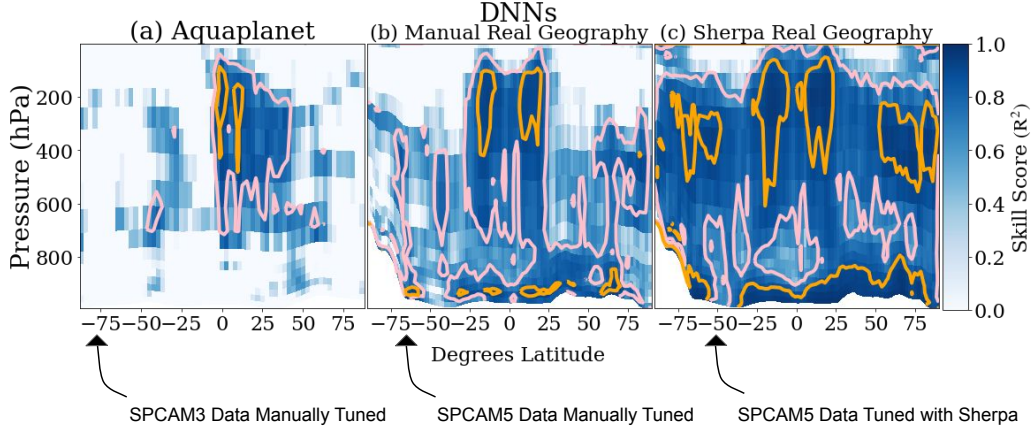 DNNs
(a) Aquaplanet
(b) Manual Real Geography
(c) Sherpa Real Geography
Pressure (hPa)
200
400
600
800
−75 −50 −25 0 25 50 75
−75 −50 −25 0 25 50 75
−75 −50 −25 0 25 50 75
Degrees Latitude
1.0
0.8
0.6
0.4
0.2
0.0
Skill Score (R²)
SPCAM3 Data Manually Tuned
SPCAM5 Data Manually Tuned
SPCAM5 Data Tuned with Sherpa